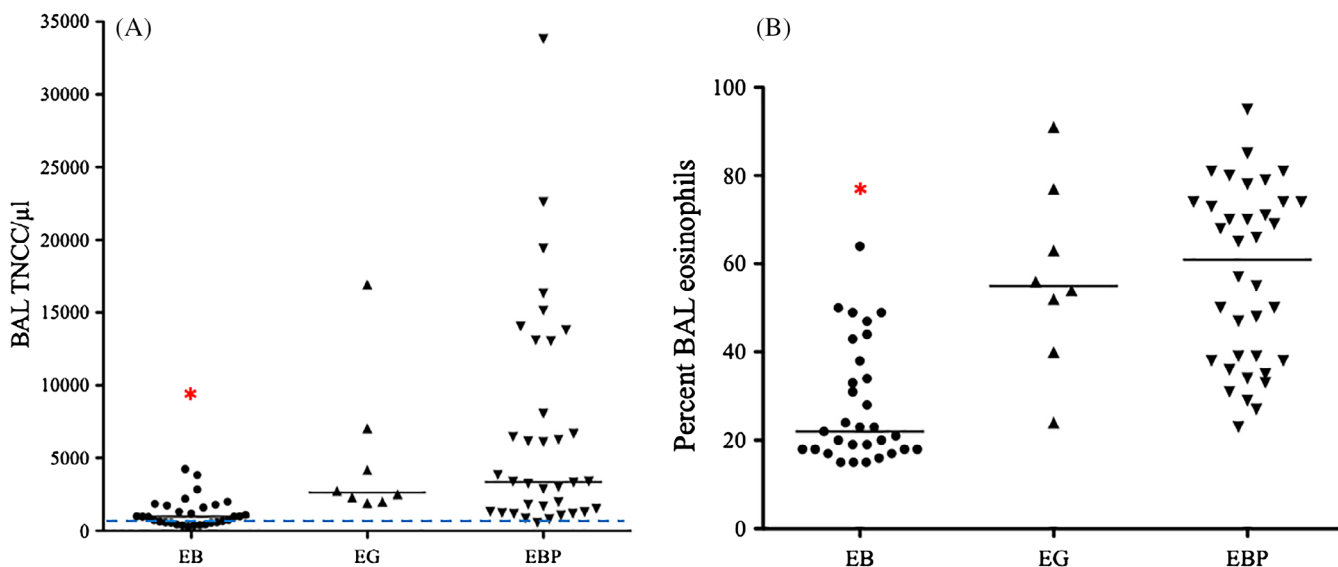 (A)
BAL TNCC/µl
35000
30000
25000
20000
15000
10000
5000
0
*
EB
EG
EBP
(B)
Percent BAL eosinophils
100
80
60
40
20
0
*
EB
EG
EBP